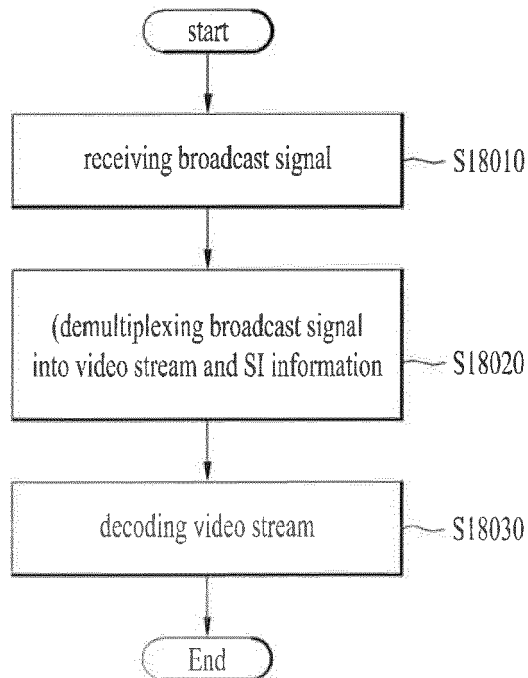 start
receiving broadcast signal
S18010
(demultiplexing broadcast signal
into video stream and SI information
S18020
decoding video stream
S18030
End